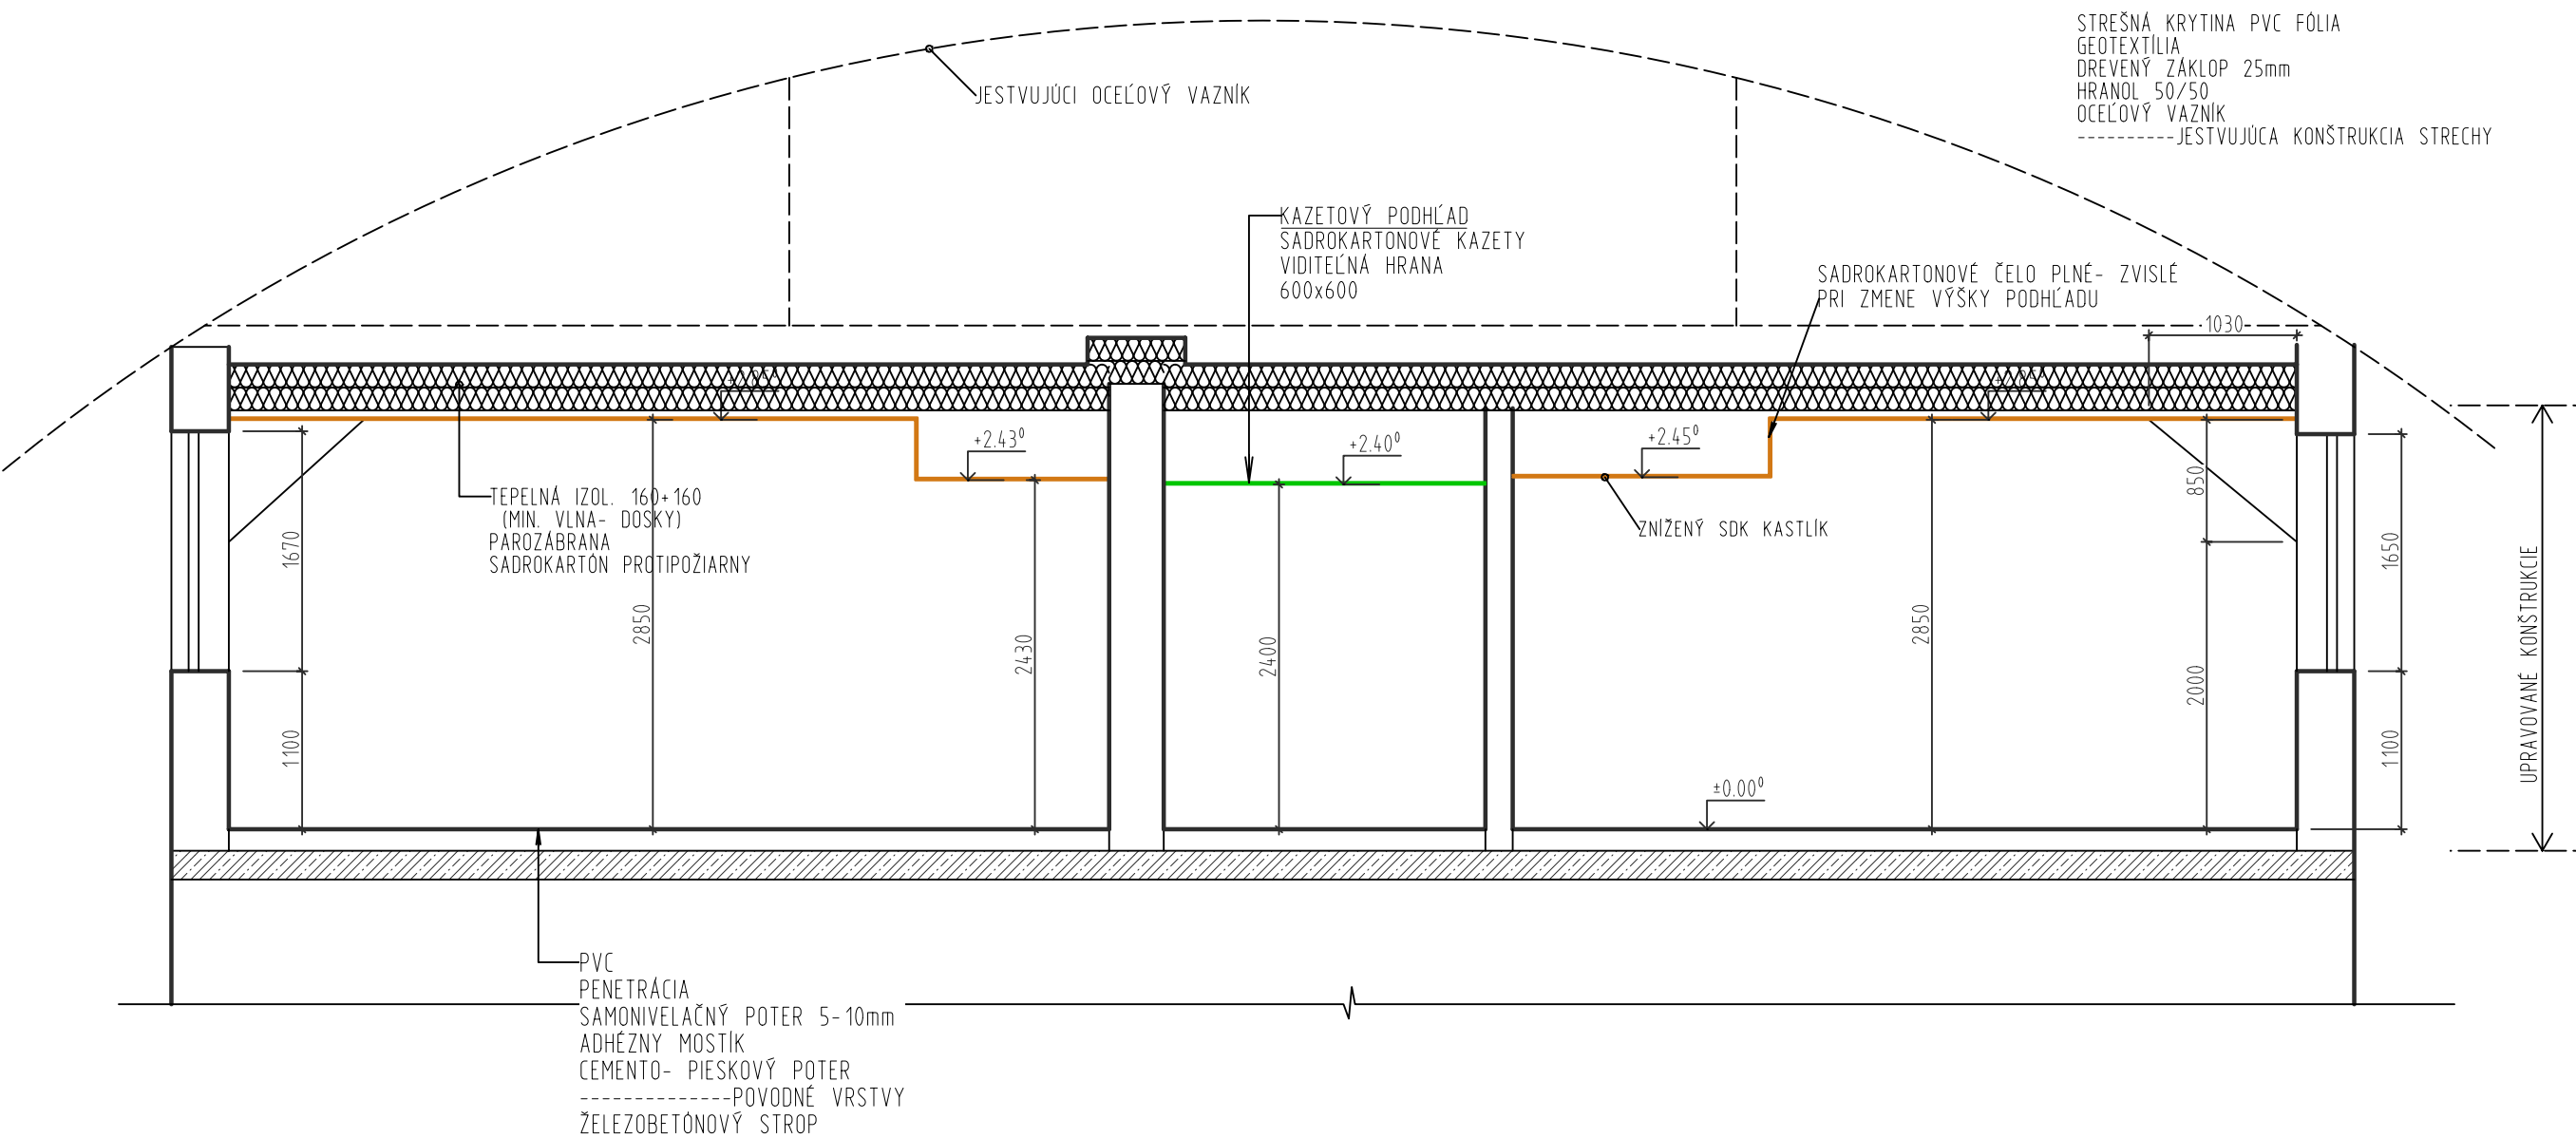 STREŠNÁ KRYTINA PVC FÓLIA
GEOTEXTÍLIA
DREVENÝ ZÁKLOP 25mm
HRANOL 50/50
OCEĽOVÝ VAZNÍK
----------JESTVUJÚCA KONŠTRUKCIA STRECHY
JESTVUJÚCI OCEĽOVÝ VAZNÍK
KAZETOVÝ PODHĽAD
SADROKARTONOVÉ KAZETY
VIDITEĽNÁ HRANA
600x600
SADROKARTONOVÉ ČELO PLNÉ- ZVISLÉ
PRI ZMENE VÝŠKY PODHĽADU
1030
+2.85⁰
+2.85⁰
+2.43⁰
+2.40⁰
+2.45⁰
TEPELNÁ IZOL. 160+160
(MIN. VLNA- DOSKY)
PAROZÁBRANA
SADROKARTÓN PROTIPOŽIARNY
ZNÍŽENÝ SDK KASTLÍK
1670
1100
2850
2430
2400
2850
850
2000
1650
1100
UPRAVOVANÉ KONŠTRUKCIE
±0.00⁰
PVC
PENETRÁCIA
SAMONIVELAČNÝ POTER 5-10mm
ADHÉZNY MOSTÍK
CEMENTO- PIESKOVÝ POTER
--------------POVODNÉ VRSTVY
ŽELEZOBETÓNOVÝ STROP